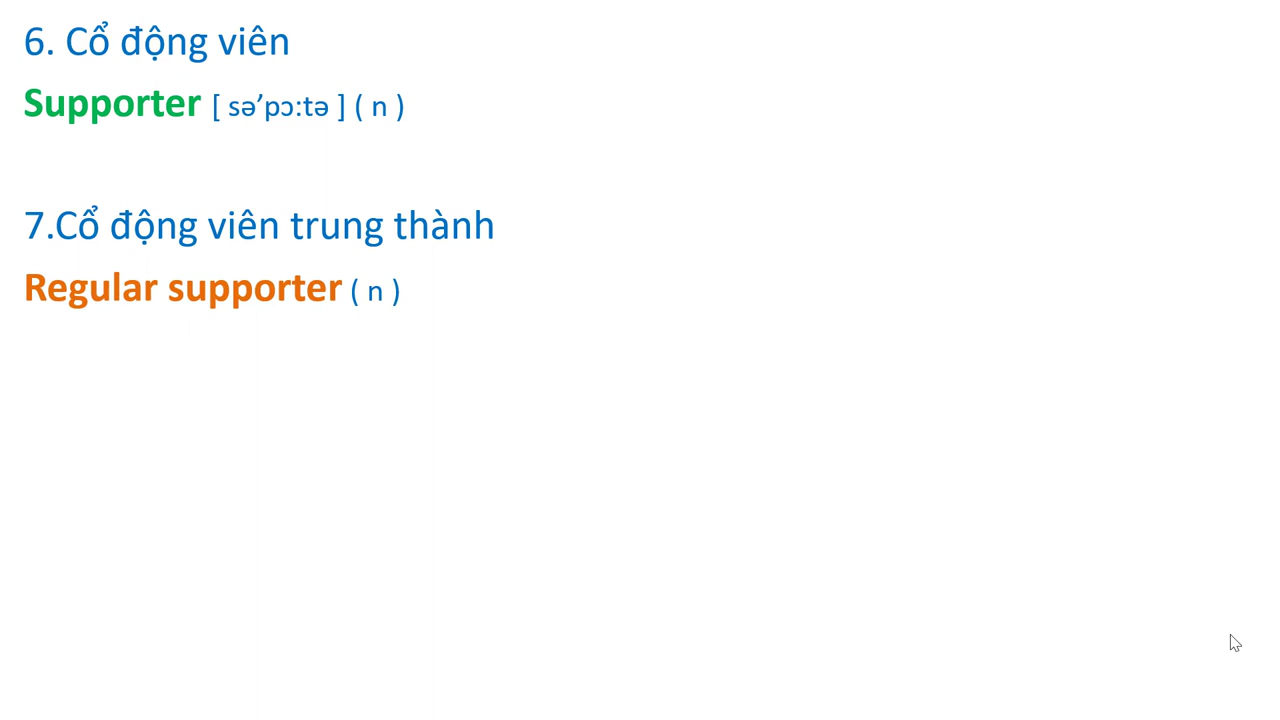 6. Cổ động viên
Supporter [ sə’pɔ:tə ] ( n )
7.Cổ động viên trung thành
Regular supporter ( n )